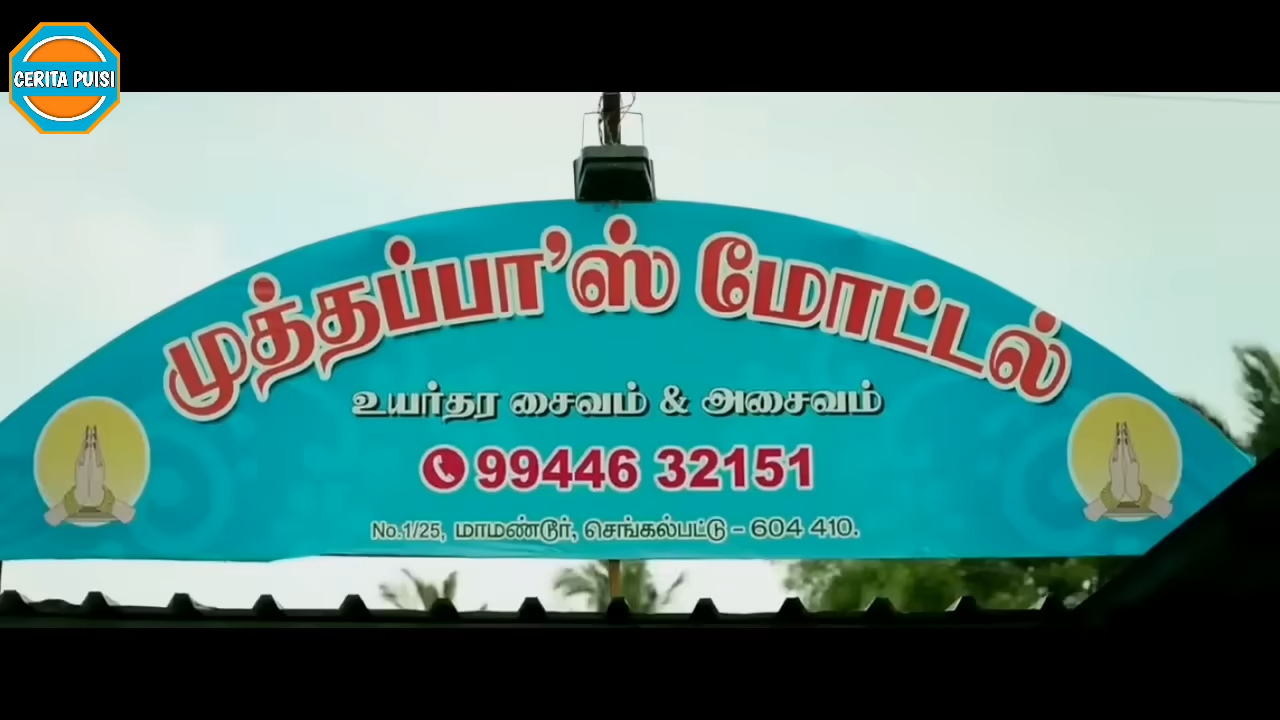 CERITA PUISI
முத்தப்பா'ஸ் மோட்டல்
உயர்தர சைவம் & அசைவம்
99446 32151
No.1/25, மாமண்டூர், செங்கல்பட்டு - 604 410.